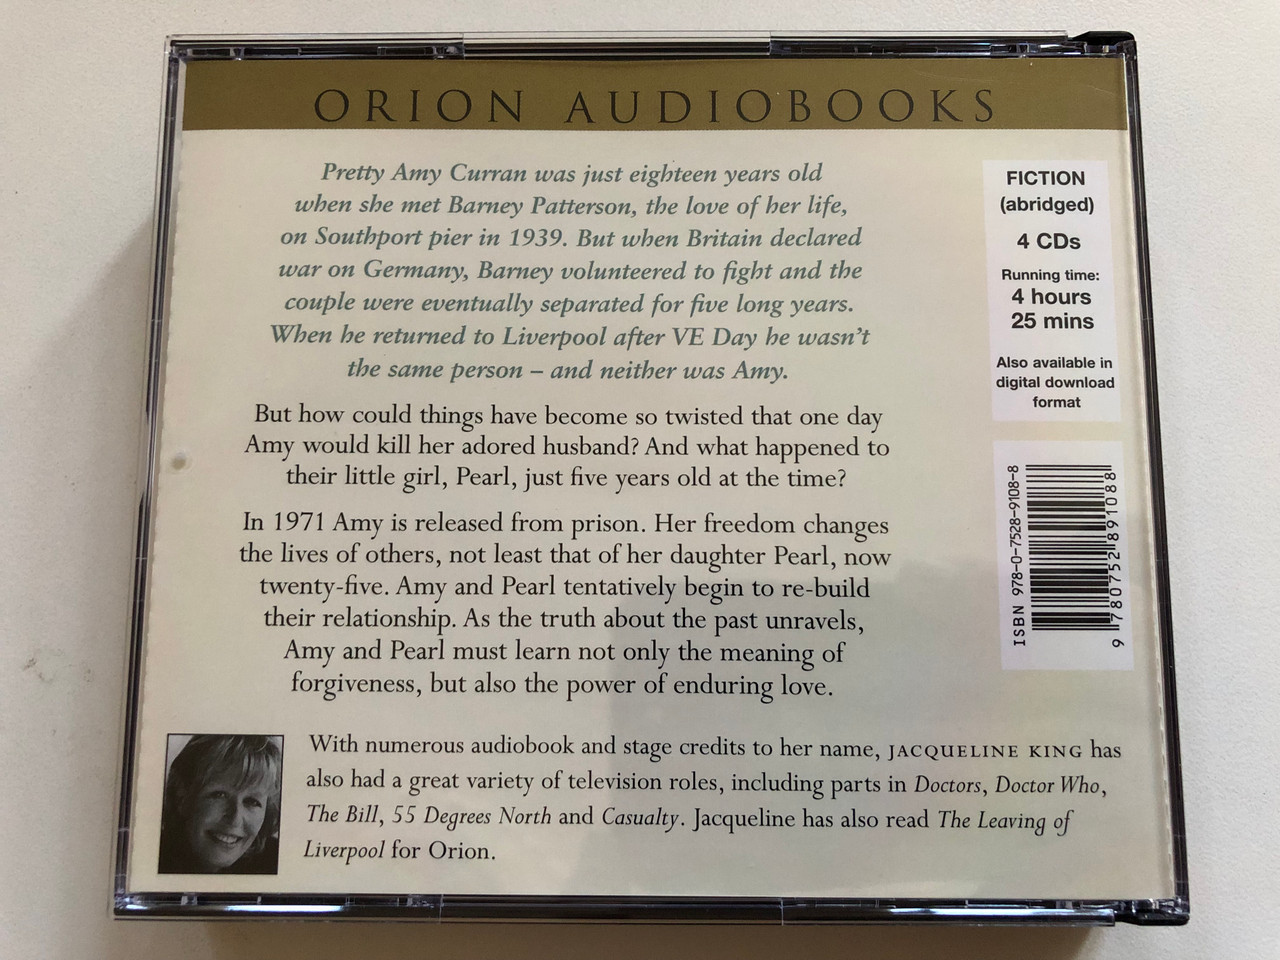 ORION AUDIOBOOKS
Pretty Amy Curran was just eighteen years old
when she met Barney Patterson, the love of her life,
on Southport pier in 1939. But when Britain declared
war on Germany, Barney volunteered to fight and the
couple were eventually separated for five long years.
When he returned to Liverpool after VE Day he wasn't
the same person – and neither was Amy.
But how could things have become so twisted that one day
Amy would kill her adored husband? And what happened to
their little girl, Pearl, just five years old at the time?
In 1971 Amy is released from prison. Her freedom changes
the lives of others, not least that of her daughter Pearl, now
twenty-five. Amy and Pearl tentatively begin to re-build
their relationship. As the truth about the past unravels,
Amy and Pearl must learn not only the meaning of
forgiveness, but also the power of enduring love.
With numerous audiobook and stage credits to her name, JACQUELINE KING has
also had a great variety of television roles, including parts in Doctors, Doctor Who,
The Bill, 55 Degrees North and Casualty. Jacqueline has also read The Leaving of
Liverpool for Orion.
FICTION
(abridged)
4 CDs
Running time:
4 hours
25 mins
Also available in
digital download
format
ISBN 978-0-7528-9108-8
9 780752 891088